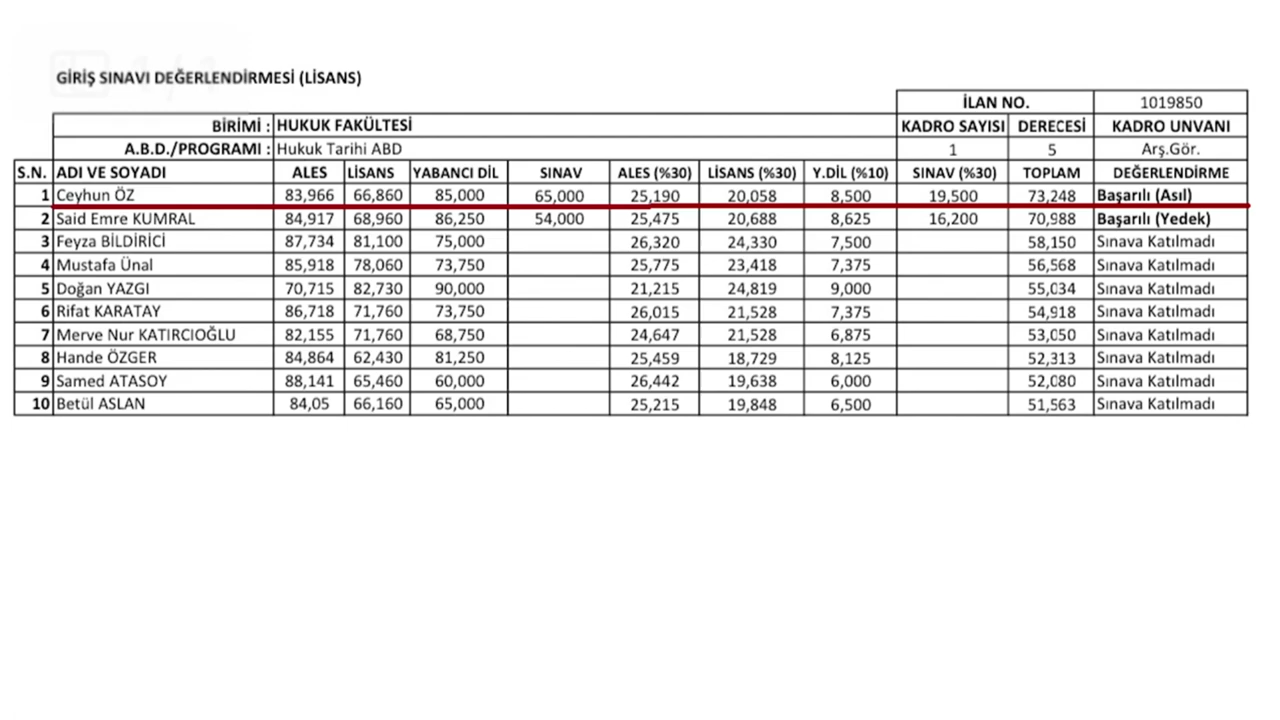 GİRİŞ SINAVI DEĞERLENDİRMESİ (LİSANS)
İLAN NO. 1019850
BİRİMİ : HUKUK FAKÜLTESİ KADRO SAYISI DERECESİ KADRO UNVANI
A.B.D./PROGRAMI : Hukuk Tarihi ABD 1 5 Arş.Gör.
S.N. ADI VE SOYADI ALES LİSANS YABANCI DİL SINAV ALES (%30) LİSANS (%30) Y.DİL (%10) SINAV (%30) TOPLAM DEĞERLENDİRME
1 Ceyhun ÖZ 83,966 66,860 85,000 65,000 25,190 20,058 8,500 19,500 73,248 Başarılı (Asıl)
2 Said Emre KUMRAL 84,917 68,960 86,250 54,000 25,475 20,688 8,625 16,200 70,988 Başarılı (Yedek)
3 Feyza BİLDİRİCİ 87,734 81,100 75,000 26,320 24,330 7,500 58,150 Sınava Katılmadı
4 Mustafa Ünal 85,918 78,060 73,750 25,775 23,418 7,375 56,568 Sınava Katılmadı
5 Doğan YAZGI 70,715 82,730 90,000 21,215 24,819 9,000 55,034 Sınava Katılmadı
6 Rifat KARATAY 86,718 71,760 73,750 26,015 21,528 7,375 54,918 Sınava Katılmadı
7 Merve Nur KATIRCIOĞLU 82,155 71,760 68,750 24,647 21,528 6,875 53,050 Sınava Katılmadı
8 Hande ÖZGER 84,864 62,430 81,250 25,459 18,729 8,125 52,313 Sınava Katılmadı
9 Samed ATASOY 88,141 65,460 60,000 26,442 19,638 6,000 52,080 Sınava Katılmadı
10 Betül ASLAN 84,05 66,160 65,000 25,215 19,848 6,500 51,563 Sınava Katılmadı